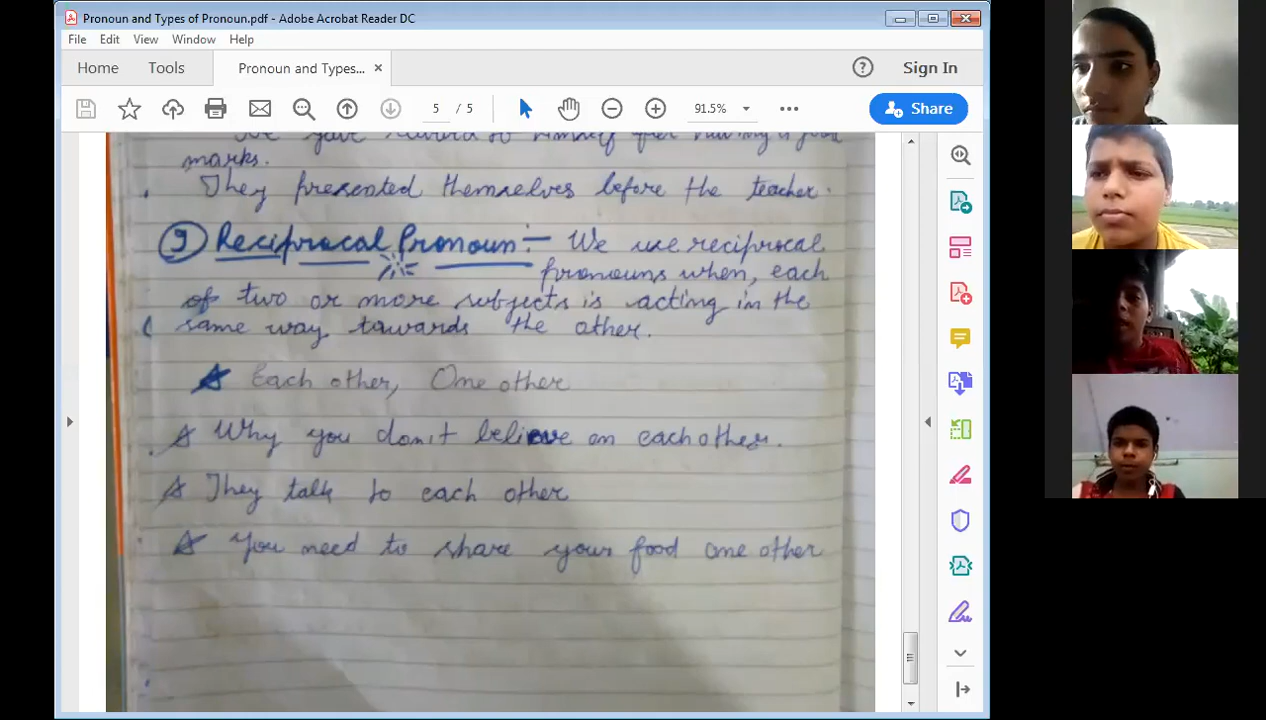 Pronoun and Types of Pronoun.pdf - Adobe Acrobat Reader DC
File Edit View Window Help
Home Tools Pronoun and Types... × Sign In
5 / 5 91.5% Share
himself after having a good
marks.
They presented themselves before the teacher.
9 Reciprocal Pronoun :- We use reciprocal
pronouns when, each
of two or more subjects is acting in the
same way towards the other.
Each other, One other
Why you don't believe on each other.
They talk to each other
You need to share your food one other